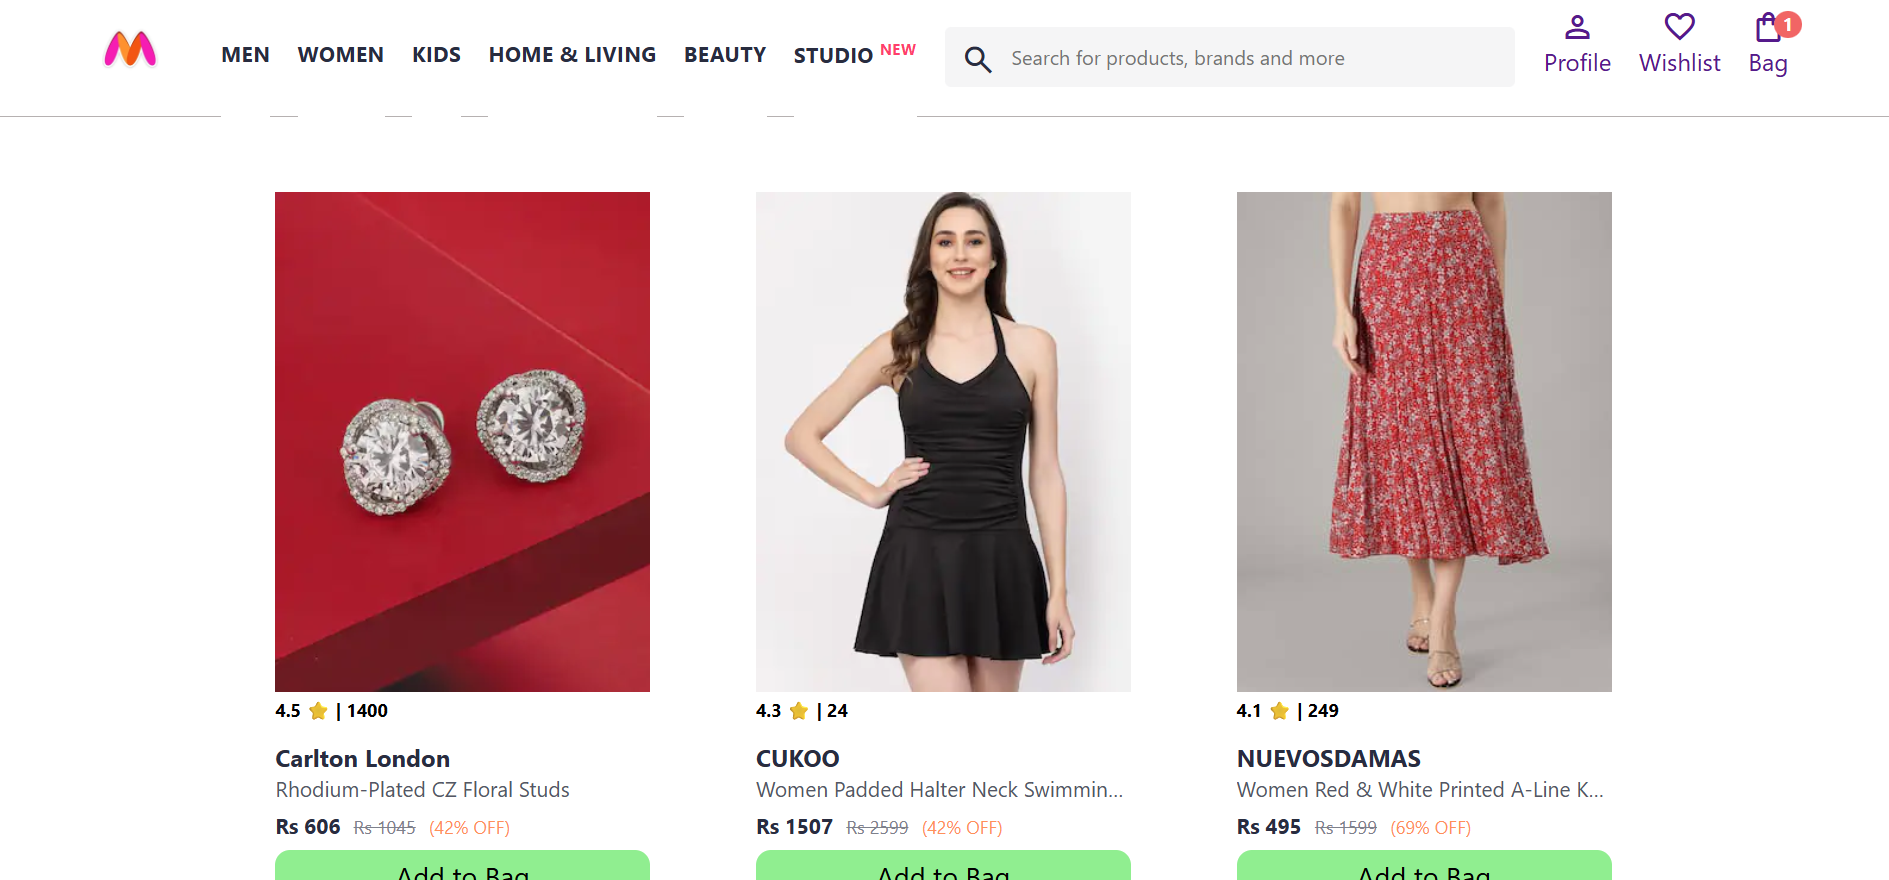 MEN WOMEN KIDS HOME & LIVING BEAUTY STUDIO NEW
Search for products, brands and more
Profile Wishlist Bag 1
4.5 ⭐ | 1400
Carlton London
Rhodium-Plated CZ Floral Studs
Rs 606 Rs 1045 (42% OFF)
Add to Bag
4.3 ⭐ | 24
CUKOO
Women Padded Halter Neck Swimmin...
Rs 1507 Rs 2599 (42% OFF)
Add to Bag
4.1 ⭐ | 249
NUEVOSDAMAS
Women Red & White Printed A-Line K...
Rs 495 Rs 1599 (69% OFF)
Add to Bag